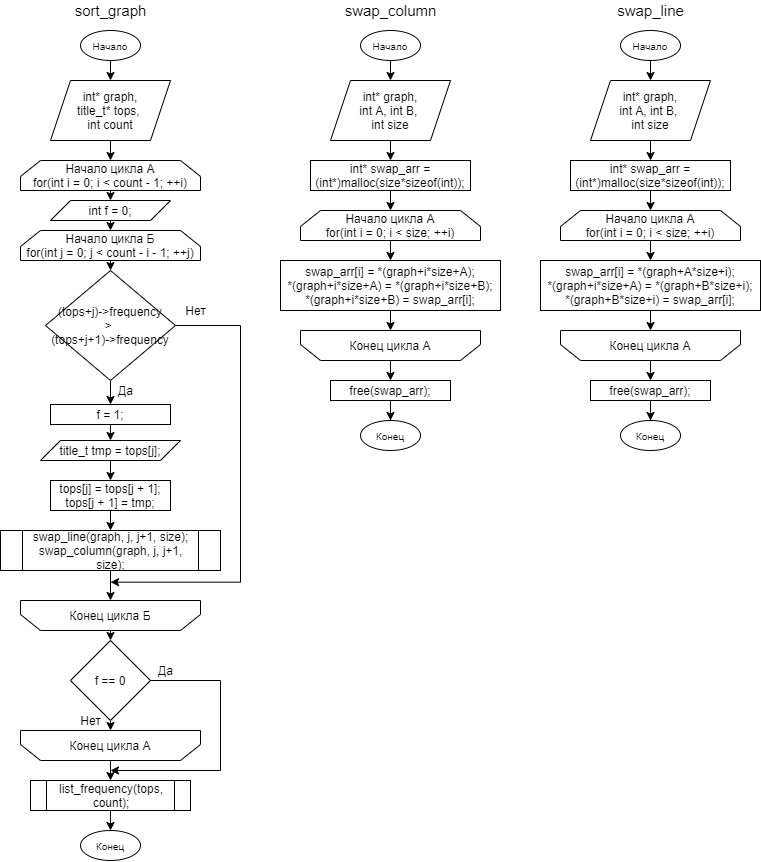 sort_graph
Начало
int* graph,
title_t* tops,
int count
Начало цикла А
for(int i = 0; i < count - 1; ++i)
int f = 0;
Начало цикла Б
for(int j = 0; j < count - i - 1; ++j)
(tops+j)->frequency
>
(tops+j+1)->frequency
Нет
Да
f = 1;
title_t tmp = tops[j];
tops[j] = tops[j + 1];
tops[j + 1] = tmp;
swap_line(graph, j, j+1, size);
swap_column(graph, j, j+1,
size);
Конец цикла Б
f == 0
Да
Нет
Конец цикла А
list_frequency(tops,
count);
Конец
swap_column
Начало
int* graph,
int A, int B,
int size
int* swap_arr =
(int*)malloc(size*sizeof(int));
Начало цикла А
for(int i = 0; i < size; ++i)
swap_arr[i] = *(graph+i*size+A);
*(graph+i*size+A) = *(graph+i*size+B);
*(graph+i*size+B) = swap_arr[i];
Конец цикла А
free(swap_arr);
Конец
swap_line
Начало
int* graph,
int A, int B,
int size
int* swap_arr =
(int*)malloc(size*sizeof(int));
Начало цикла А
for(int i = 0; i < size; ++i)
swap_arr[i] = *(graph+A*size+i);
*(graph+i*size+A) = *(graph+B*size+i);
*(graph+B*size+i) = swap_arr[i];
Конец цикла А
free(swap_arr);
Конец